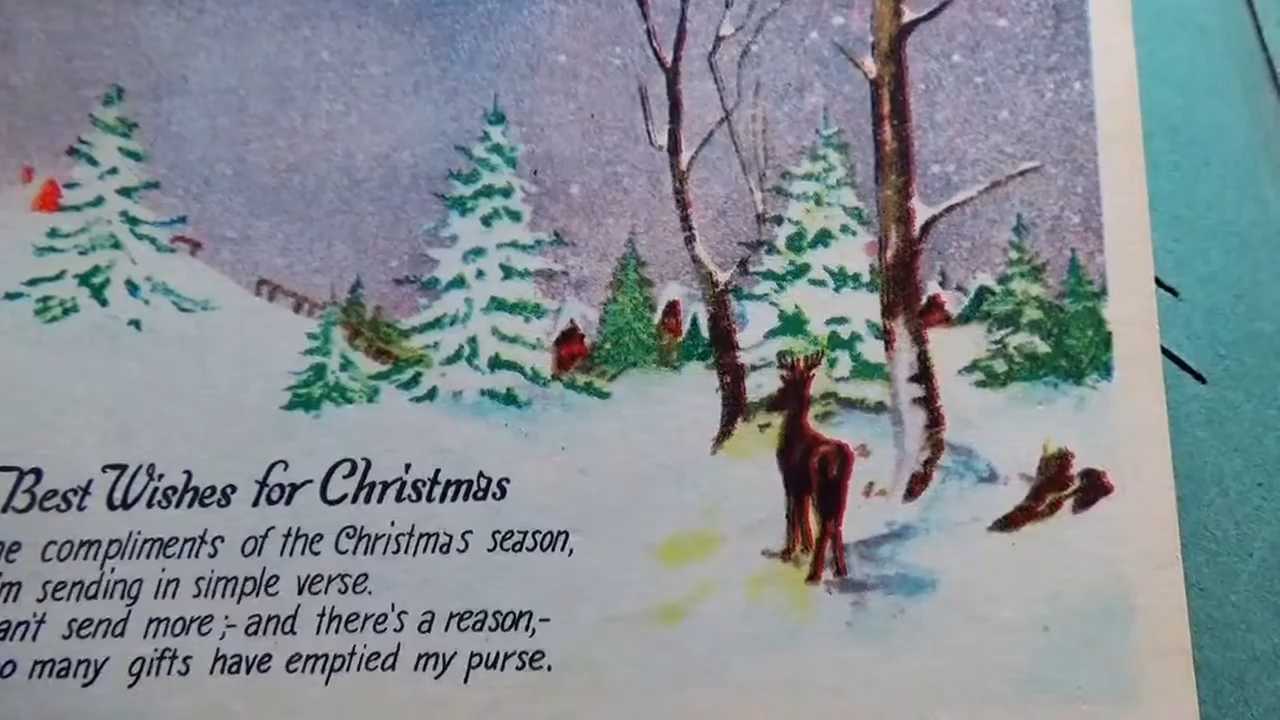 Best Wishes for Christmas
compliments of the Christmas season,
sending in simple verse.
send more;- and there's a reason,-
many gifts have emptied my purse.